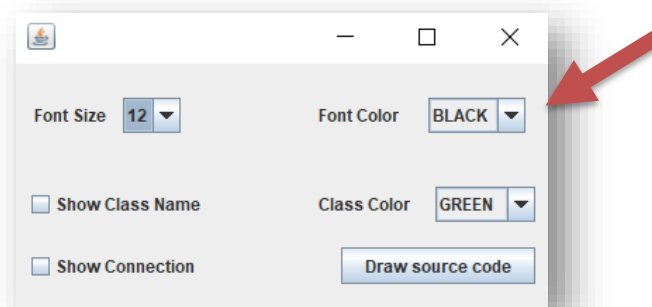 Font Size 12 Font Color BLACK
Show Class Name Class Color GREEN
Show Connection Draw source code